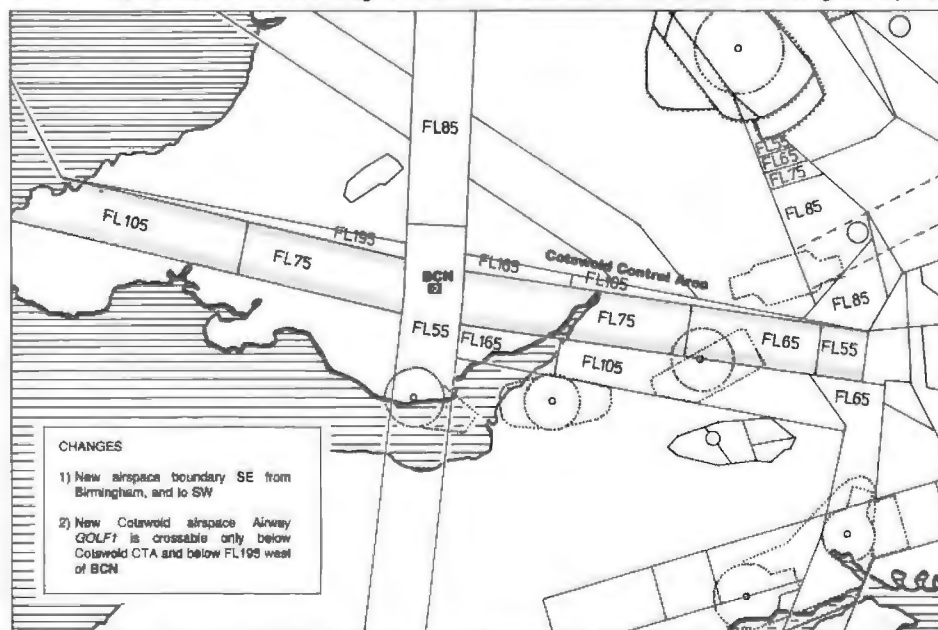 FL85
FL55
FL65
FL75
FL85
FL105
FL195
FL75
BCN
FL165
Cotswold Control Area
FL105
FL75
FL85
FL55
FL165
FL65
FL55
FL105
FL65
CHANGES
1) New airspace boundary SE from
Birmingham, and to SW
2) New Cotswold airspace Airway
GOLF1 is crossable only below
Cotswold CTA and below FL195 west
of BCN